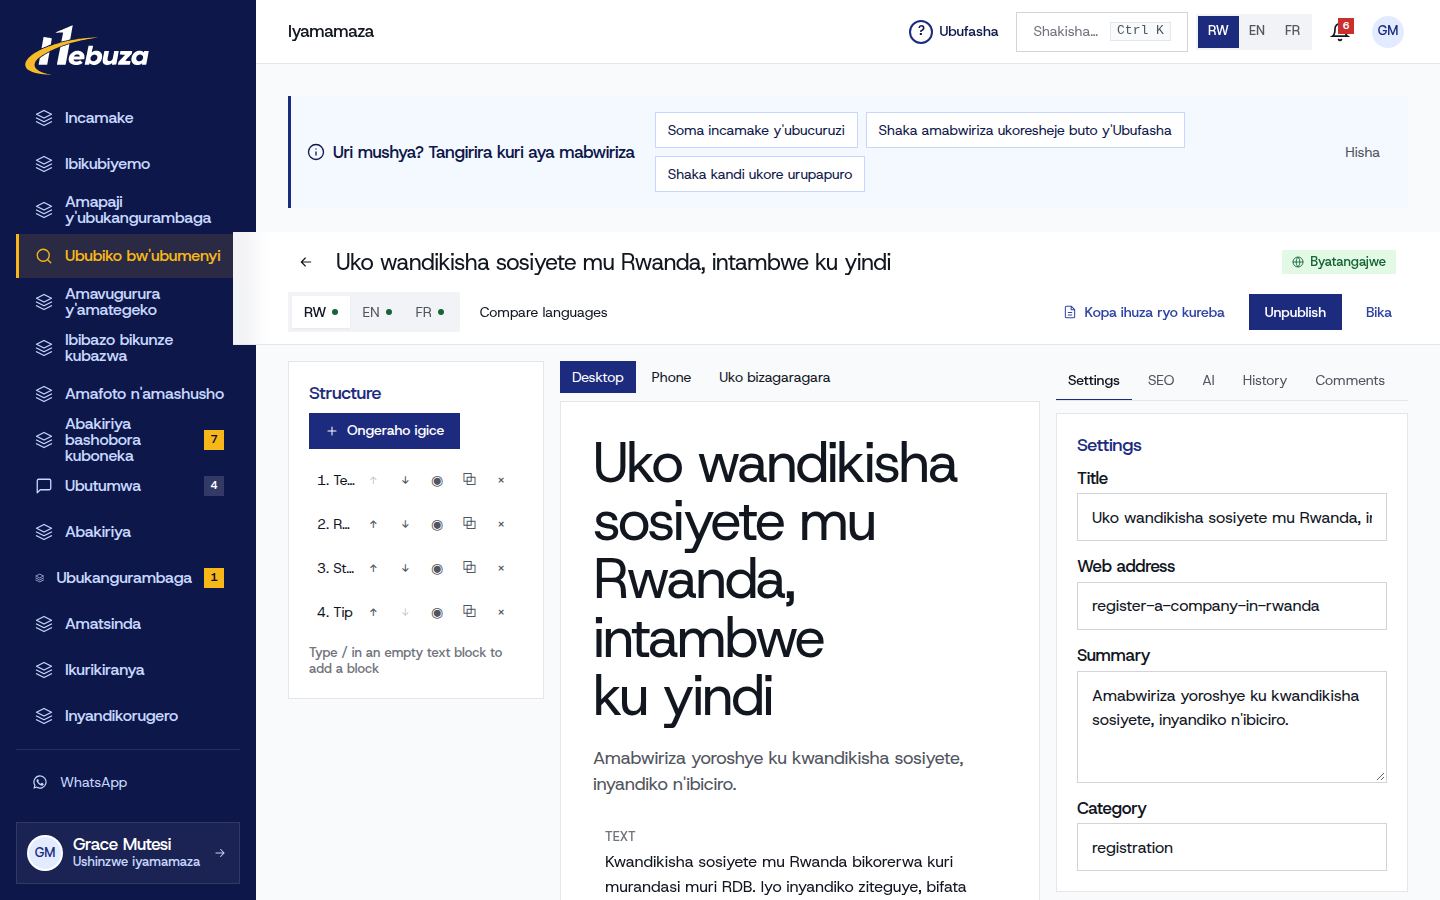 Hebuza
Incamake
Ibikubiyemo
Amapaji
y'ubukangurambaga
Ububiko bw'ubumenyi
Amavugurura
y'amategeko
Ibibazo bikunze
kubazwa
Amafoto n'amashusho
Abakiriya
bashobora
kuboneka
7
Ubutumwa
4
Abakiriya
Ubukangurambaga
1
Amatsinda
Ikurikiranya
Inyandikorugero
WhatsApp
GM
Grace Mutesi
Ushinzwe iyamamaza
Iyamamaza
? Ubufasha
Shakisha... Ctrl K
RW EN FR
6
GM
Uri mushya? Tangirira kuri aya mabwiriza
Soma incamake y'ubucuruzi
Shaka amabwiriza ukoresheje buto y'Ubufasha
Shaka kandi ukore urupapuro
Hisha
Uko wandikisha sosiyete mu Rwanda, intambwe ku yindi
Byatangajwe
RW EN FR
Compare languages
Kopa ihuza ryo kureba
Unpublish
Bika
Structure
+ Ongeraho igice
1. Te...
2. R...
3. St...
4. Tip
Type / in an empty text block to
add a block
Desktop Phone Uko bizagaragara
Uko wandikisha
sosiyete mu
Rwanda,
intambwe
ku yindi
Amabwiriza yoroshye ku kwandikisha sosiyete,
inyandiko n'ibiciro.
TEXT
Kwandikisha sosiyete mu Rwanda bikorerwa kuri
murandasi muri RDB. Iyo inyandiko ziteguye, bifata
Settings SEO AI History Comments
Settings
Title
Uko wandikisha sosiyete mu Rwanda, in
Web address
register-a-company-in-rwanda
Summary
Amabwiriza yoroshye ku kwandikisha
sosiyete, inyandiko n'ibiciro.
Category
registration